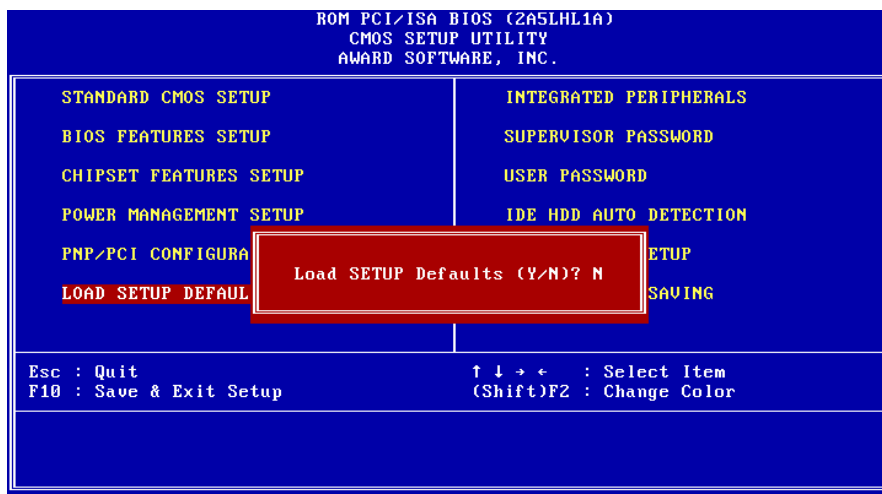 ROM PCI/ISA BIOS (2A5LHL1A)
CMOS SETUP UTILITY
AWARD SOFTWARE, INC.
STANDARD CMOS SETUP
BIOS FEATURES SETUP
CHIPSET FEATURES SETUP
POWER MANAGEMENT SETUP
PNP/PCI CONFIGURA
LOAD SETUP DEFAUL
INTEGRATED PERIPHERALS
SUPERVISOR PASSWORD
USER PASSWORD
IDE HDD AUTO DETECTION
ETUP
SAVING
Load SETUP Defaults (Y/N)? N
Esc : Quit
F10 : Save & Exit Setup
↑ ↓ → ← : Select Item
(Shift)F2 : Change Color